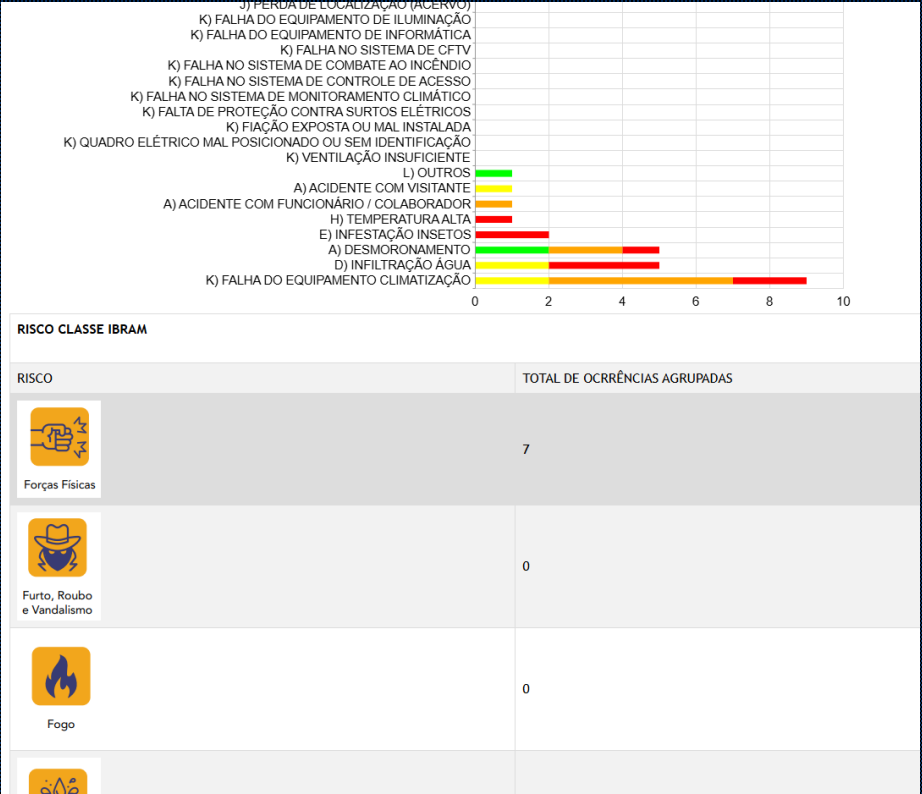 J) PERDA DE LOCALIZAÇÃO (ACERVO)
K) FALHA DO EQUIPAMENTO DE ILUMINAÇÃO
K) FALHA DO EQUIPAMENTO DE INFORMÁTICA
K) FALHA NO SISTEMA DE CFTV
K) FALHA NO SISTEMA DE COMBATE AO INCÊNDIO
K) FALHA NO SISTEMA DE CONTROLE DE ACESSO
K) FALHA NO SISTEMA DE MONITORAMENTO CLIMÁTICO
K) FALTA DE PROTEÇÃO CONTRA SURTOS ELÉTRICOS
K) FIAÇÃO EXPOSTA OU MAL INSTALADA
K) QUADRO ELÉTRICO MAL POSICIONADO OU SEM IDENTIFICAÇÃO
K) VENTILAÇÃO INSUFICIENTE
L) OUTROS
A) ACIDENTE COM VISITANTE
A) ACIDENTE COM FUNCIONÁRIO / COLABORADOR
H) TEMPERATURA ALTA
E) INFESTAÇÃO INSETOS
A) DESMORONAMENTO
D) INFILTRAÇÃO ÁGUA
K) FALHA DO EQUIPAMENTO CLIMATIZAÇÃO
0 2 4 6 8 10
RISCO CLASSE IBRAM
RISCO TOTAL DE OCRRÊNCIAS AGRUPADAS
7
Forças Físicas
0
Furto, Roubo
e Vandalismo
0
Fogo